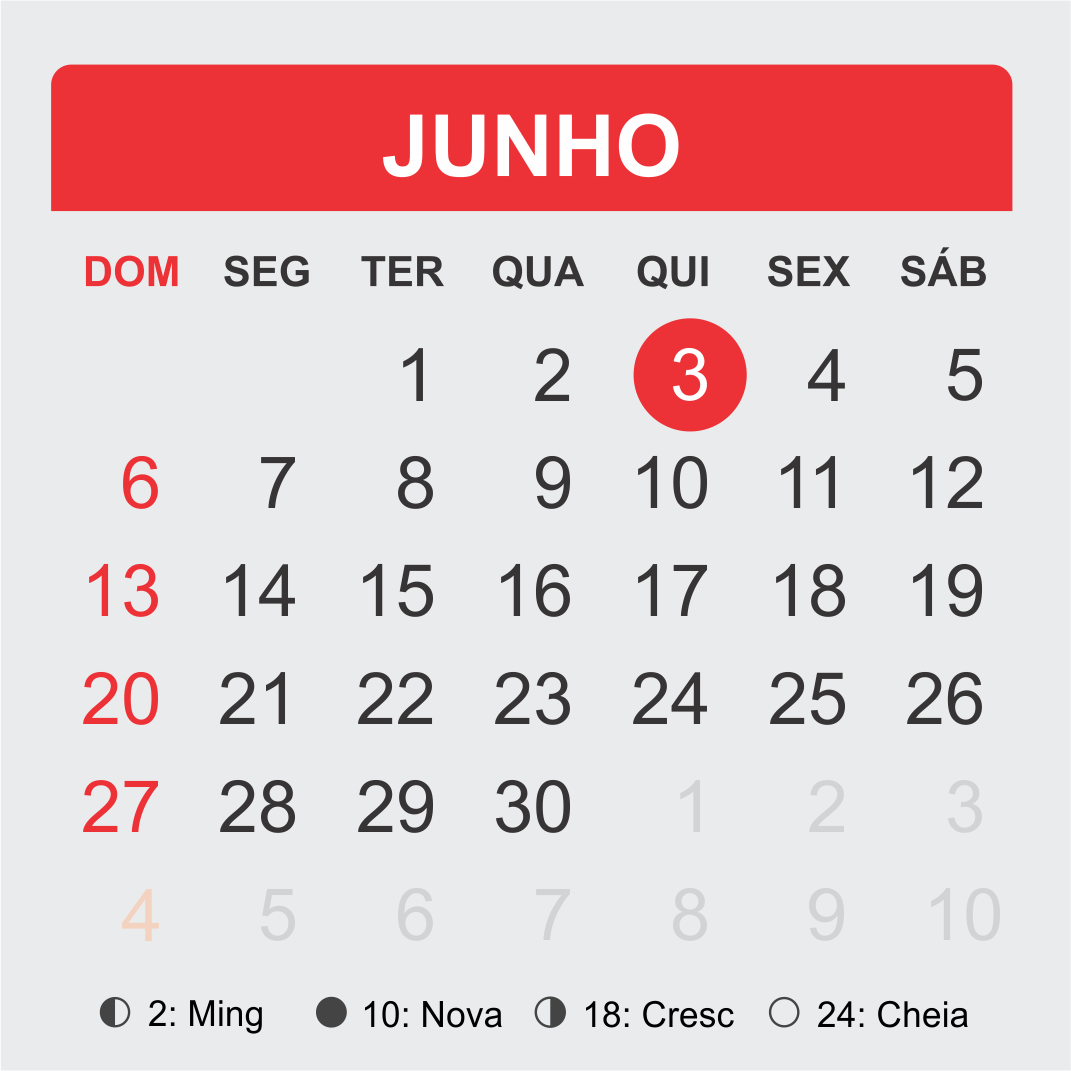 JUNHO
DOM SEG TER QUA QUI SEX SÁB
1 2 3 4 5
6 7 8 9 10 11 12
13 14 15 16 17 18 19
20 21 22 23 24 25 26
27 28 29 30 1 2 3
4 5 6 7 8 9 10
2: Ming 10: Nova 18: Cresc 24: Cheia